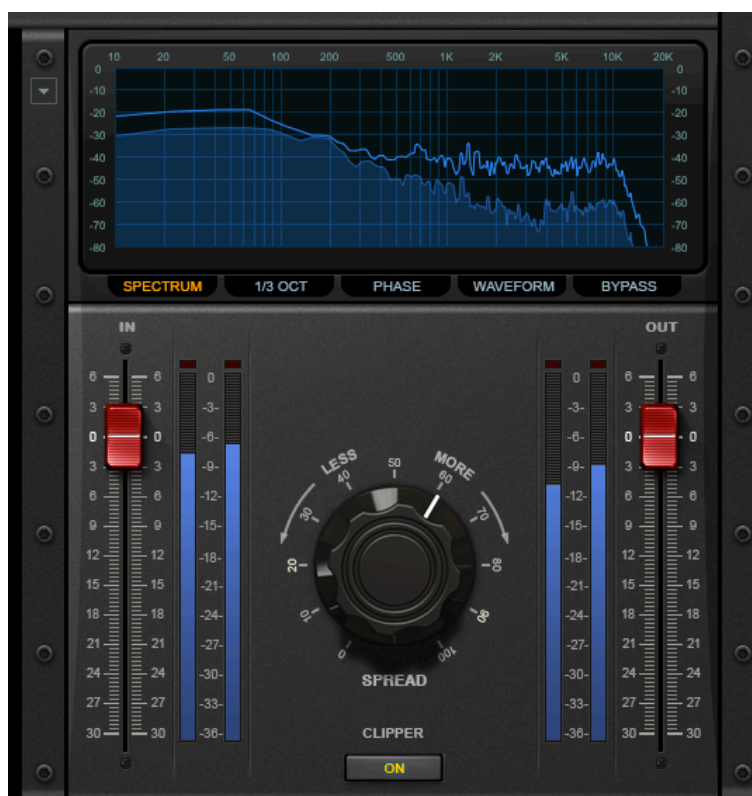 10 20 50 100 200 500 1K 2K 5K 10K 20K
0 0
-10 -10
-20 -20
-30 -30
-40 -40
-50 -50
-60 -60
-70 -70
-80 -80
SPECTRUM 1/3 OCT PHASE WAVEFORM BYPASS
IN OUT
6 6 0 0 6 6
3 3 -3- -3- 3 3
0 0 -6- -6- 0 0
3 3 -9- -9- 3 3
6 6 -12- -12- 6 6
9 9 -15- -15- 9 9
12 12 -18- -18- 12 12
15 15 -21- -21- 15 15
18 18 -24- -24- 18 18
21 21 -27- -27- 21 21
24 24 -30- -30- 24 24
27 27 -33- -33- 27 27
30 30 -36- -36- 30 30
LESS MORE
0 10 20 30 40 50 60 70 80 90 100
SPREAD
CLIPPER
ON